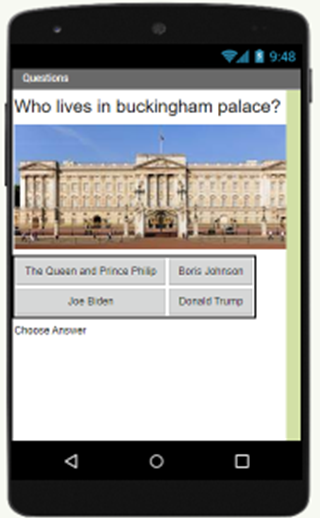 9:48
Questions
Who lives in buckingham palace?
The Queen and Prince Philip
Boris Johnson
Joe Biden
Donald Trump
Choose Answer